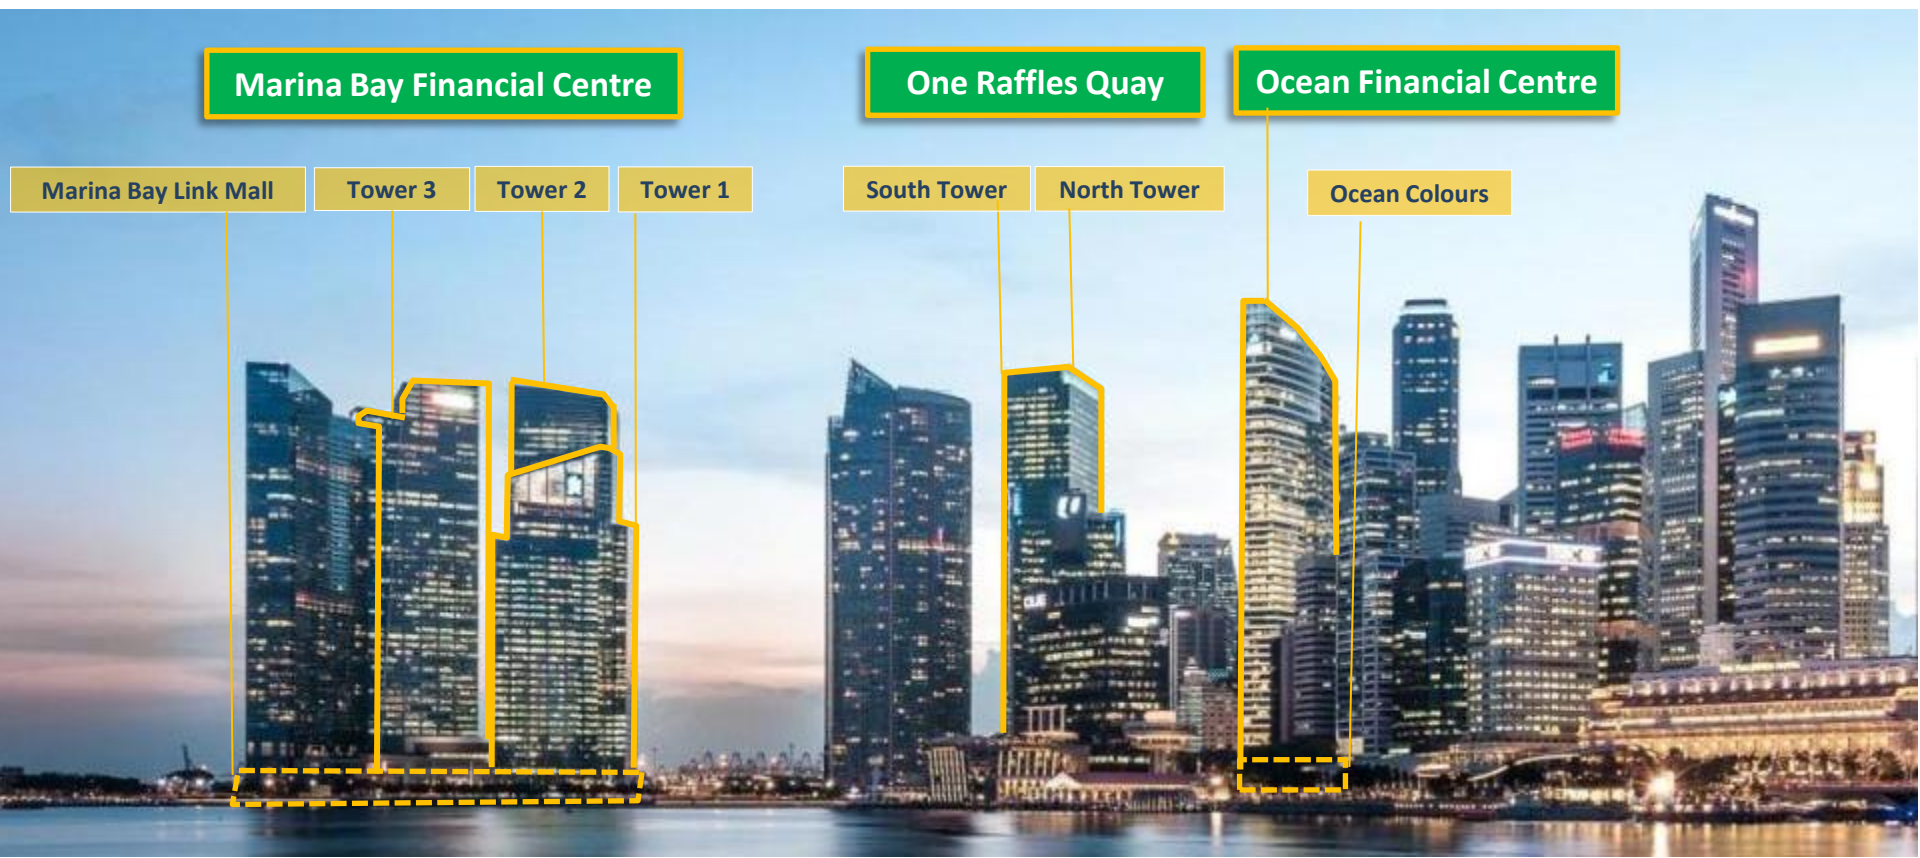 Marina Bay Financial Centre
One Raffles Quay
Ocean Financial Centre
Marina Bay Link Mall
Tower 3
Tower 2
Tower 1
South Tower
North Tower
Ocean Colours
OUE